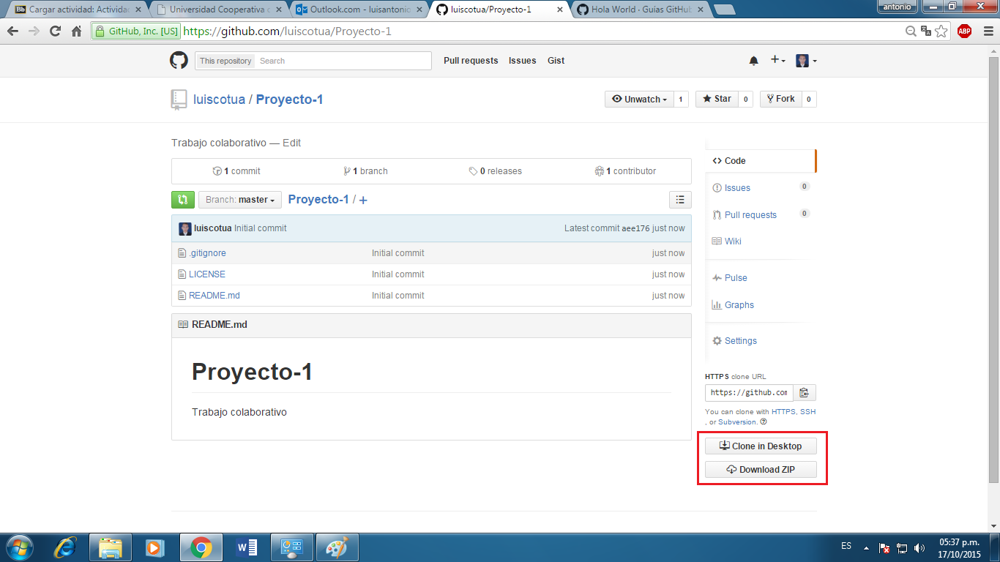 Cargar actividad: Actividad
Universidad Cooperativa d
Outlook.com - luisantonio
luiscotua/Proyecto-1
Hola World · Guías GitHub
antonio
GitHub, Inc. [US]
https://github.com/luiscotua/Proyecto-1
ABP
This repository
Search
Pull requests
Issues
Gist
luiscotua / Proyecto-1
Unwatch
1
Star
0
Fork
0
Trabajo colaborativo — Edit
1 commit
1 branch
0 releases
1 contributor
Branch: master
Proyecto-1 / +
luiscotua Initial commit
Latest commit aee176 just now
.gitignore
Initial commit
just now
LICENSE
Initial commit
just now
README.md
Initial commit
just now
README.md
Proyecto-1
Trabajo colaborativo
Code
Issues
0
Pull requests
0
Wiki
Pulse
Graphs
Settings
HTTPS clone URL
https://github.com
You can clone with HTTPS, SSH
, or Subversion.
Clone in Desktop
Download ZIP
ES
05:37 p.m.
17/10/2015